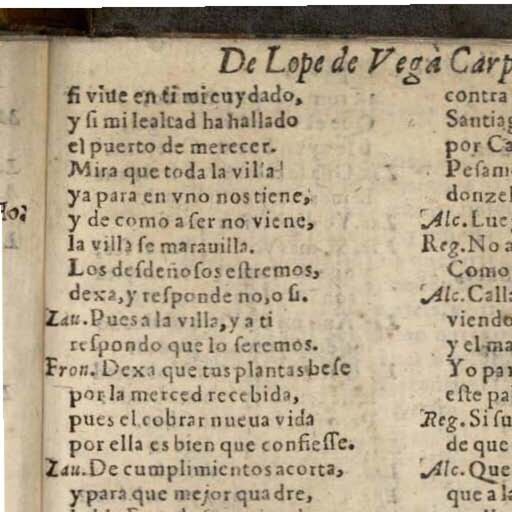 De Lope de Vega Carp
si viue en ti mi cuydado,
y si mi lealtad ha hallado
el puerto de merecer.
Mira que toda la villa
ya para en vno nos tiene,
y de como a ser no viene,
la villa se marauilla.
Los desdeñosos estremos,
dexa, y responde no, o si.
Lau. Pues a la villa, y a ti
respondo que lo seremos.
Fron. Dexa que tus plantas bese
por la merced recebida,
pues el cobrar nueua vida
por ella es bien que confiesse.
Lau. De cumplimientos acorta,
y para que mejor quadre,
contra
Santiag
por Ca
Pesam
donzel
Alc. Lueg
Reg. No a
Como
Alc. Calla
viendo
y el ma
Yo par
este pa
Reg. Si su
de que
Alc. Que
que a la